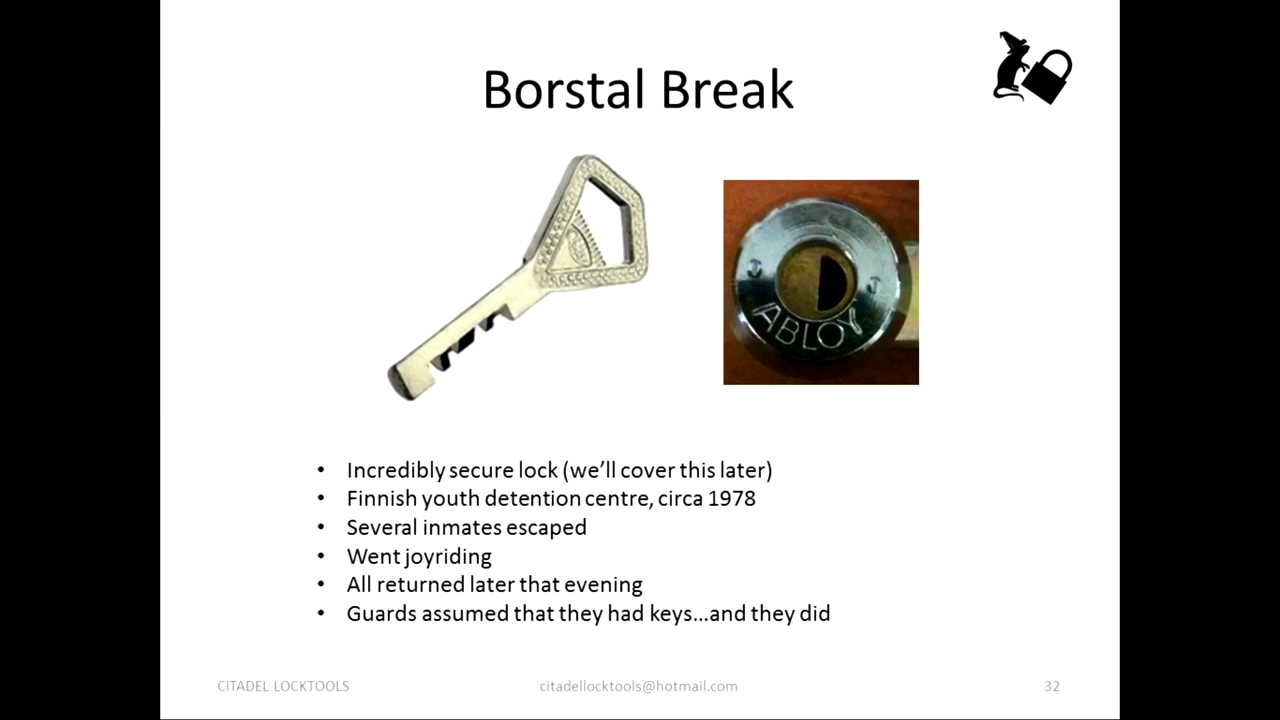 Borstal Break
ABLOY
• Incredibly secure lock (we'll cover this later)
• Finnish youth detention centre, circa 1978
• Several inmates escaped
• Went joyriding
• All returned later that evening
• Guards assumed that they had keys...and they did
CITADEL LOCKTOOLS
citadellocktools@hotmail.com
32